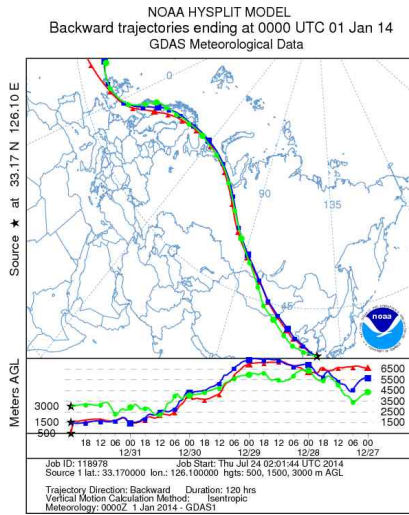 NOAA HYSPLIT MODEL
Backward trajectories ending at 0000 UTC 01 Jan 14
GDAS Meteorological Data
Source ★ at 33.17 N 126.10 E
0
90
135
45
noaa
Meters AGL
3000
1500
500
6500
5500
4500
3500
2500
1500
18 12 06 00 18 12 06 00 18 12 06 00 18 12 06 00 18 12 06 00
12/31 12/30 12/29 12/28 12/27
Job ID: 118978 Job Start: Thu Jul 24 02:01:44 UTC 2014
Source 1 lat.: 33.170000 lon.: 126.100000 hgts: 500, 1500, 3000 m AGL
Trajectory Direction: Backward Duration: 120 hrs
Vertical Motion Calculation Method: Isentropic
Meteorology: 0000Z 1 Jan 2014 - GDAS1